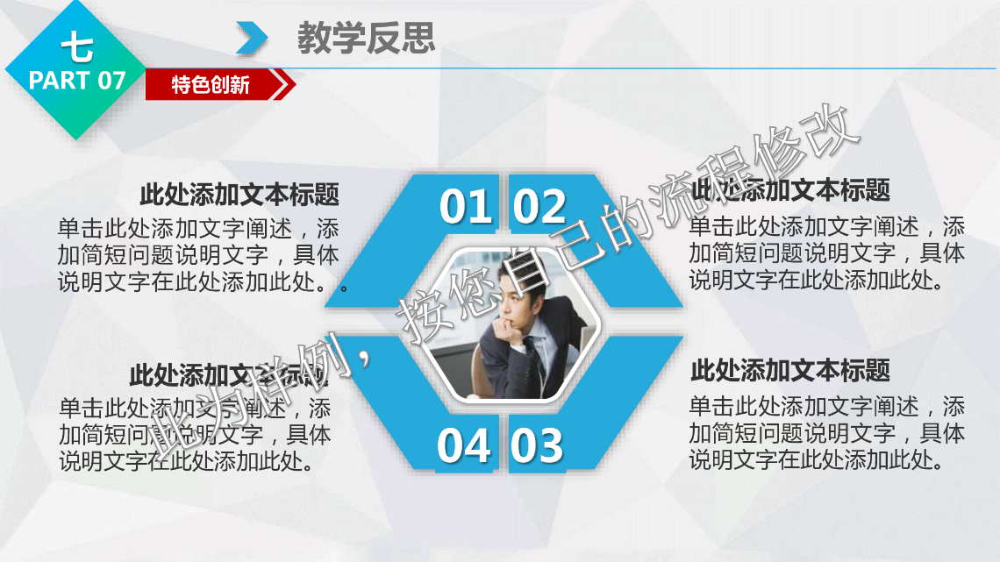 七
PART 07
教学反思
特色创新
此处添加文本标题
单击此处添加文字阐述，添
加简短问题说明文字，具体
说明文字在此处添加此处。。
01
02
此处添加文本标题
单击此处添加文字阐述，添
加简短问题说明文字，具体
说明文字在此处添加此处。
此为样例，按您自己的流程修改
此处添加文本标题
单击此处添加文字阐述，添
加简短问题说明文字，具体
说明文字在此处添加此处。
04
03
此处添加文本标题
单击此处添加文字阐述，添
加简短问题说明文字，具体
说明文字在此处添加此处。